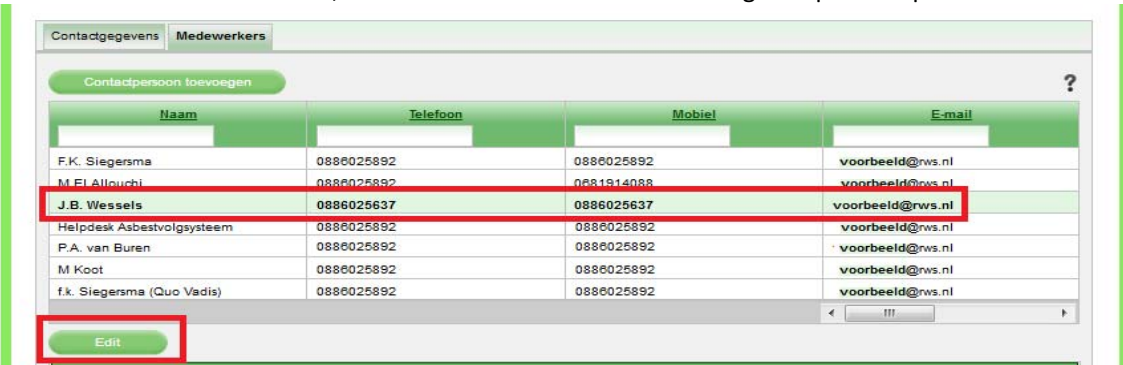 Contactgegevens Medewerkers
Contactpersoon toevoegen ?
Naam Telefoon Mobiel E-mail
F.K. Siegersma 0886025892 0886025892 voorbeeld@rws.nl
M El Allouchi 0886025892 0681914088 voorbeeld@rws.nl
J.B. Wessels 0886025637 0886025637 voorbeeld@rws.nl
Helpdesk Asbestvolgsysteem 0886025892 0886025892 voorbeeld@rws.nl
P.A. van Buren 0886025892 0886025892 voorbeeld@rws.nl
M Koot 0886025892 0886025892 voorbeeld@rws.nl
f.k. Siegersma (Quo Vadis) 0886025892 0886025892 voorbeeld@rws.nl
Edit